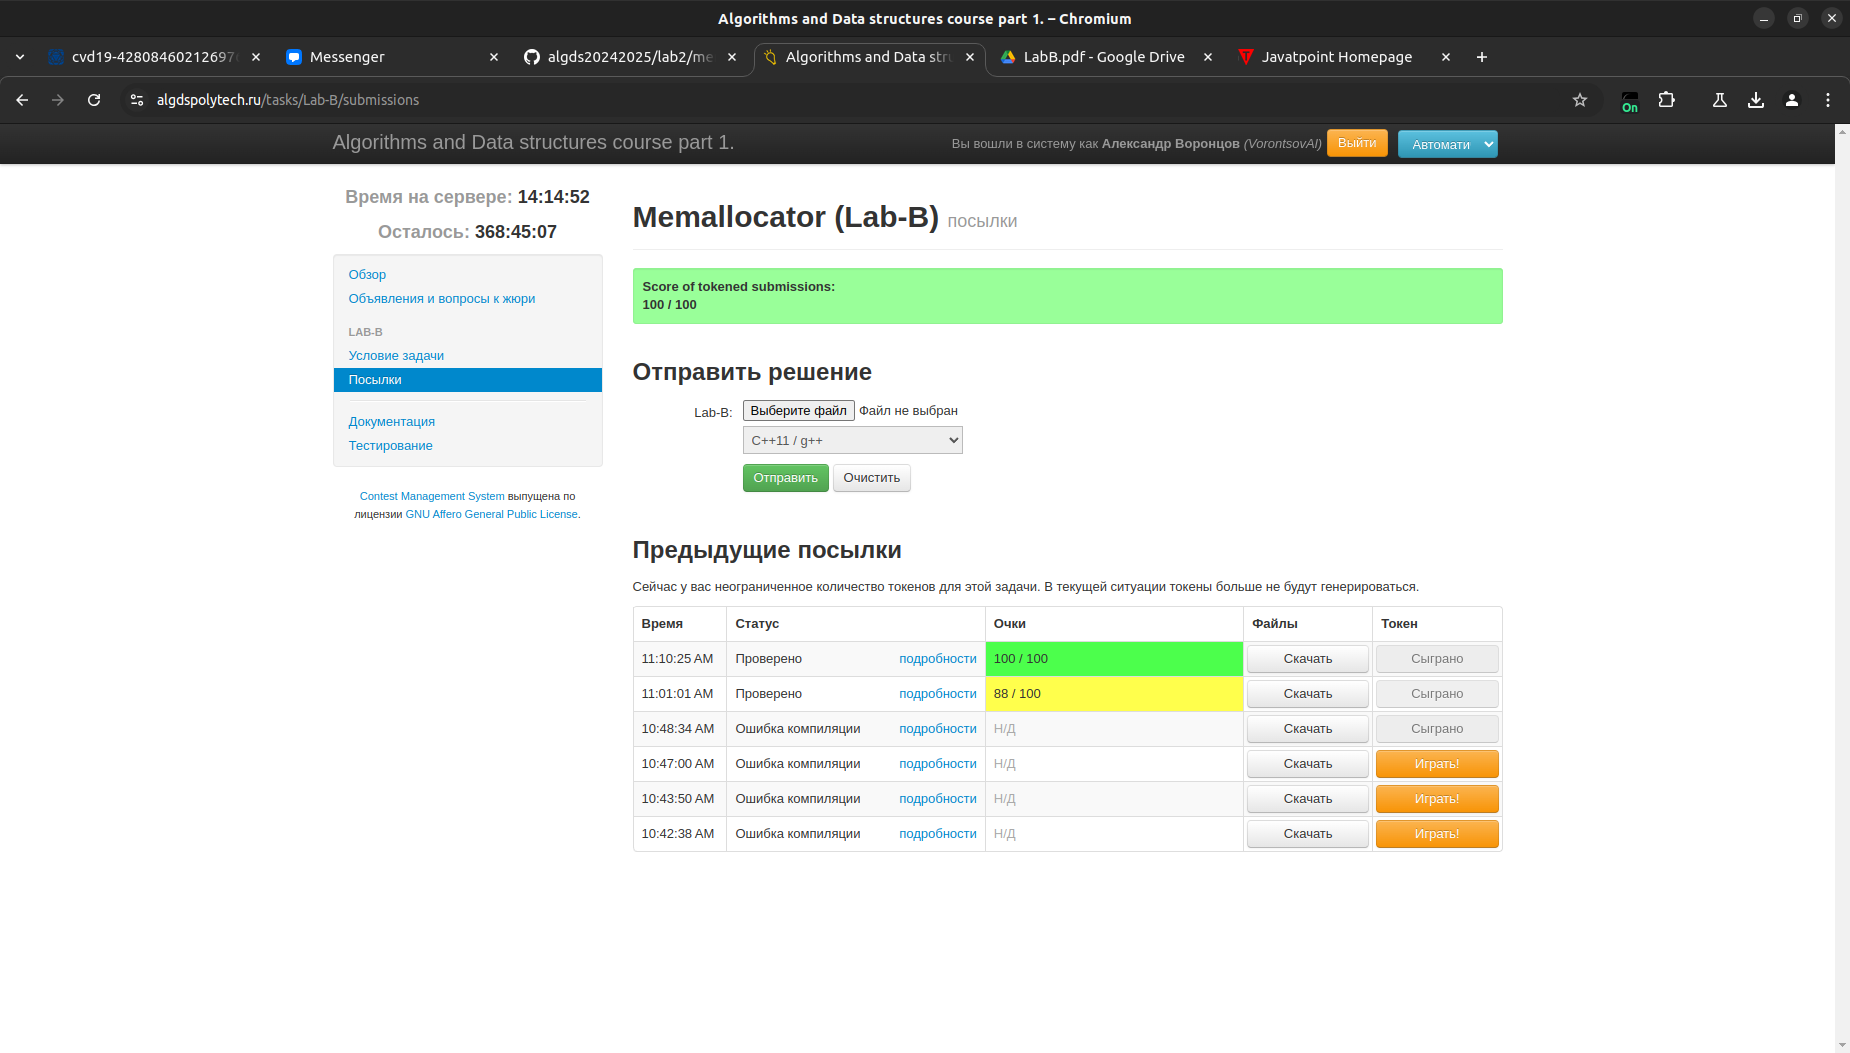 Algorithms and Data structures course part 1. – Chromium
cvd19-42808460212697
Messenger
algds20242025/lab2/me
Algorithms and Data str
LabB.pdf - Google Drive
Javatpoint Homepage
algdspolytech.ru/tasks/Lab-B/submissions
On
Algorithms and Data structures course part 1.
Вы вошли в систему как Александр Воронцов (VorontsovAl)
Выйти
Автомати
Время на сервере: 14:14:52
Осталось: 368:45:07
Обзор
Объявления и вопросы к жюри
LAB-B
Условие задачи
Посылки
Документация
Тестирование
Contest Management System выпущена по
лицензии GNU Affero General Public License.
Memallocator (Lab-B) посылки
Score of tokened submissions:
100 / 100
Отправить решение
Lab-B: Выберите файл Файл не выбран
C++11 / g++
Отправить Очистить
Предыдущие посылки
Сейчас у вас неограниченное количество токенов для этой задачи. В текущей ситуации токены больше не будут генерироваться.
Время Статус Очки Файлы Токен
11:10:25 AM Проверено подробности 100 / 100 Скачать Сыграно
11:01:01 AM Проверено подробности 88 / 100 Скачать Сыграно
10:48:34 AM Ошибка компиляции подробности Н/Д Скачать Сыграно
10:47:00 AM Ошибка компиляции подробности Н/Д Скачать Играть!
10:43:50 AM Ошибка компиляции подробности Н/Д Скачать Играть!
10:42:38 AM Ошибка компиляции подробности Н/Д Скачать Играть!